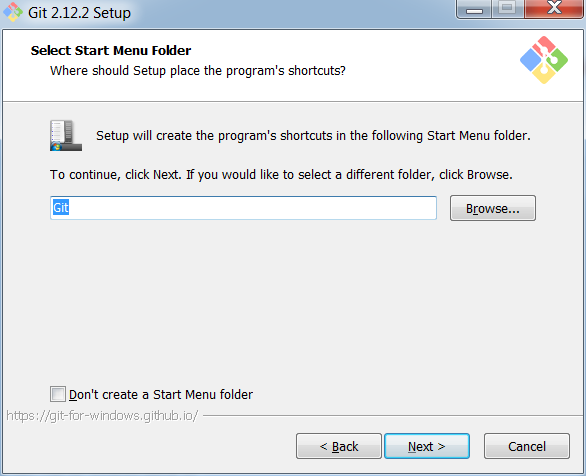 Git 2.12.2 Setup
Select Start Menu Folder
Where should Setup place the program's shortcuts?
Setup will create the program's shortcuts in the following Start Menu folder.
To continue, click Next. If you would like to select a different folder, click Browse.
Git
Browse...
Don't create a Start Menu folder
https://git-for-windows.github.io/
< Back
Next >
Cancel